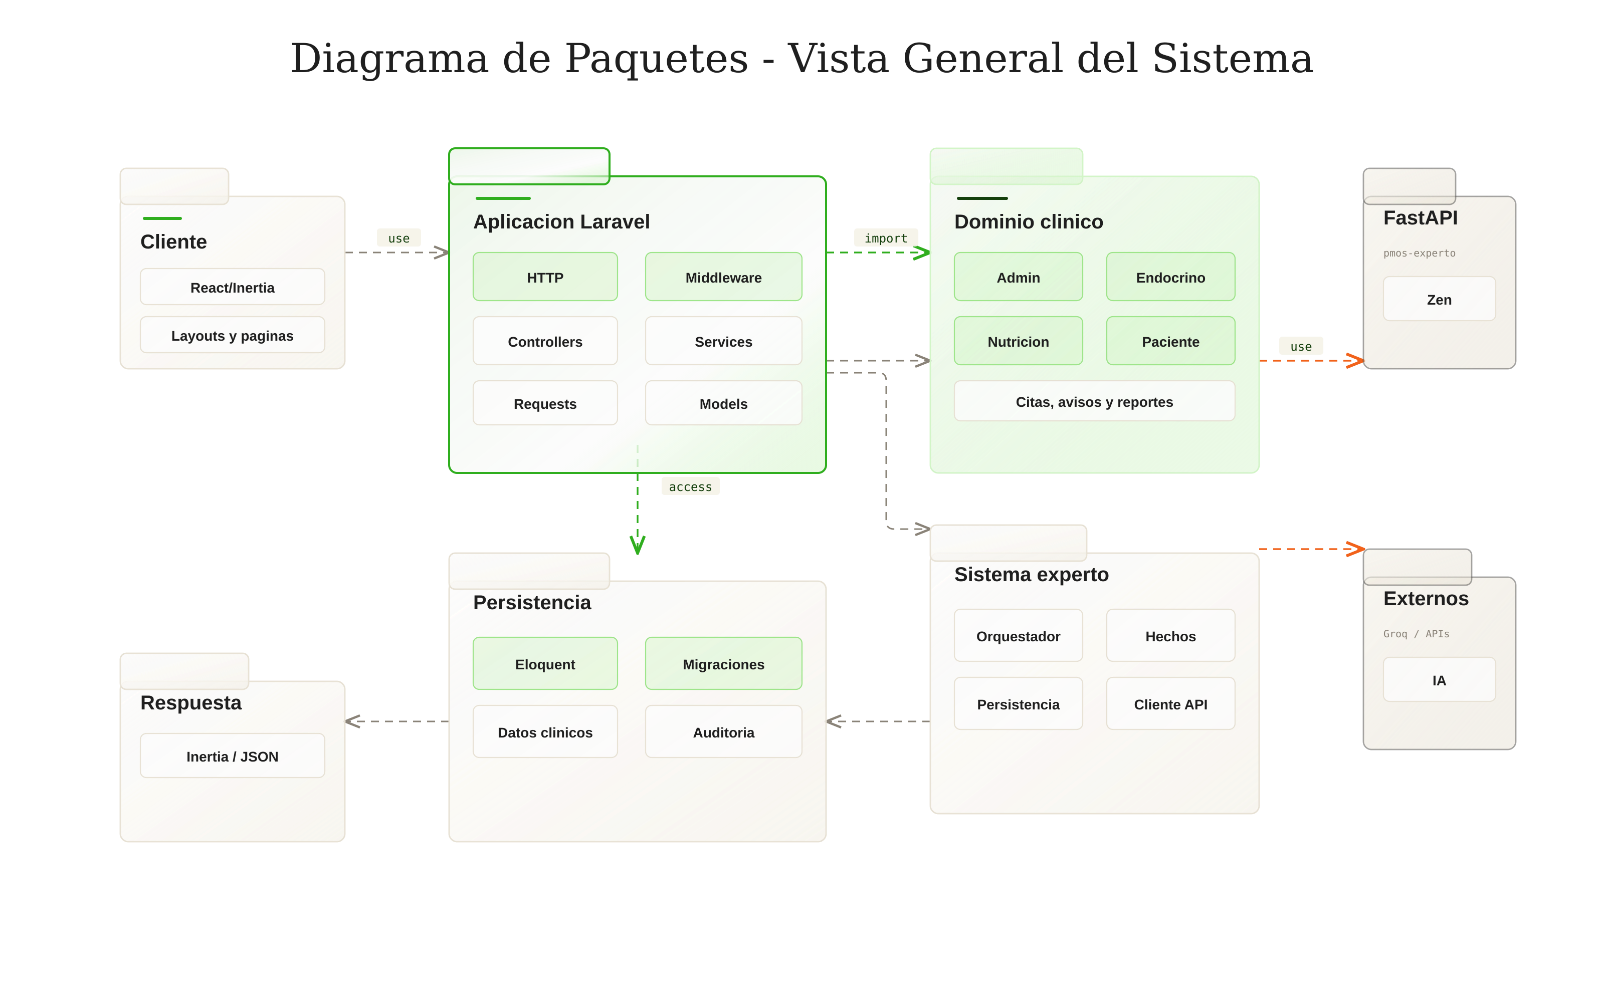 Diagrama de Paquetes - Vista General del Sistema
Cliente
React/Inertia
Layouts y paginas
use
Aplicacion Laravel
HTTP
Middleware
Controllers
Services
Requests
Models
import
Dominio clinico
Admin
Endocrino
Nutricion
Paciente
Citas, avisos y reportes
use
FastAPI
pmos-experto
Zen
access
Persistencia
Eloquent
Migraciones
Datos clinicos
Auditoria
Sistema experto
Orquestador
Hechos
Persistencia
Cliente API
Externos
Groq / APIs
IA
Respuesta
Inertia / JSON